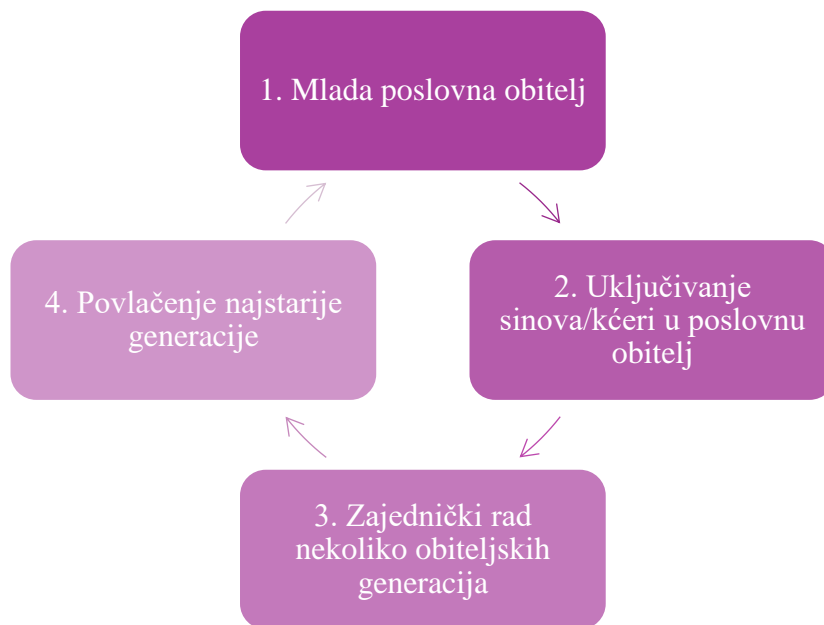 1. Mlada poslovna obitelj
2. Uključivanje
sinova/kćeri u poslovnu
obitelj
3. Zajednički rad
nekoliko obiteljskih
generacija
4. Povlačenje najstarije
generacije